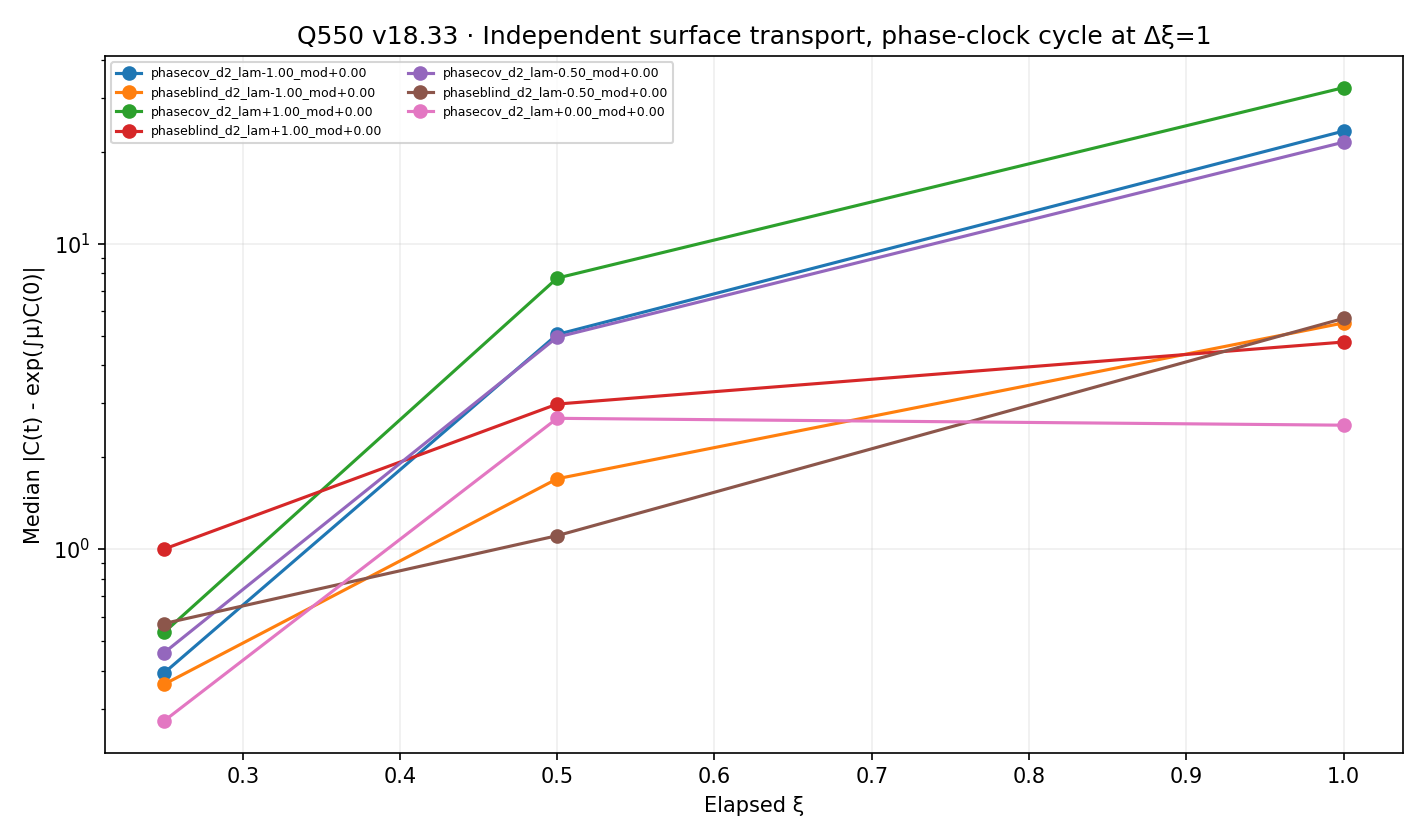 Q550 v18.33 · Independent surface transport, phase-clock cycle at Δξ=1
phasecov_d2_lam-1.00_mod+0.00
phaseblind_d2_lam-1.00_mod+0.00
phasecov_d2_lam+1.00_mod+0.00
phaseblind_d2_lam+1.00_mod+0.00
phasecov_d2_lam-0.50_mod+0.00
phaseblind_d2_lam-0.50_mod+0.00
phasecov_d2_lam+0.00_mod+0.00
Median |C(t) - exp(∫μ)C(0)|
10¹
10⁰
0.3 0.4 0.5 0.6 0.7 0.8 0.9 1.0
Elapsed ξ